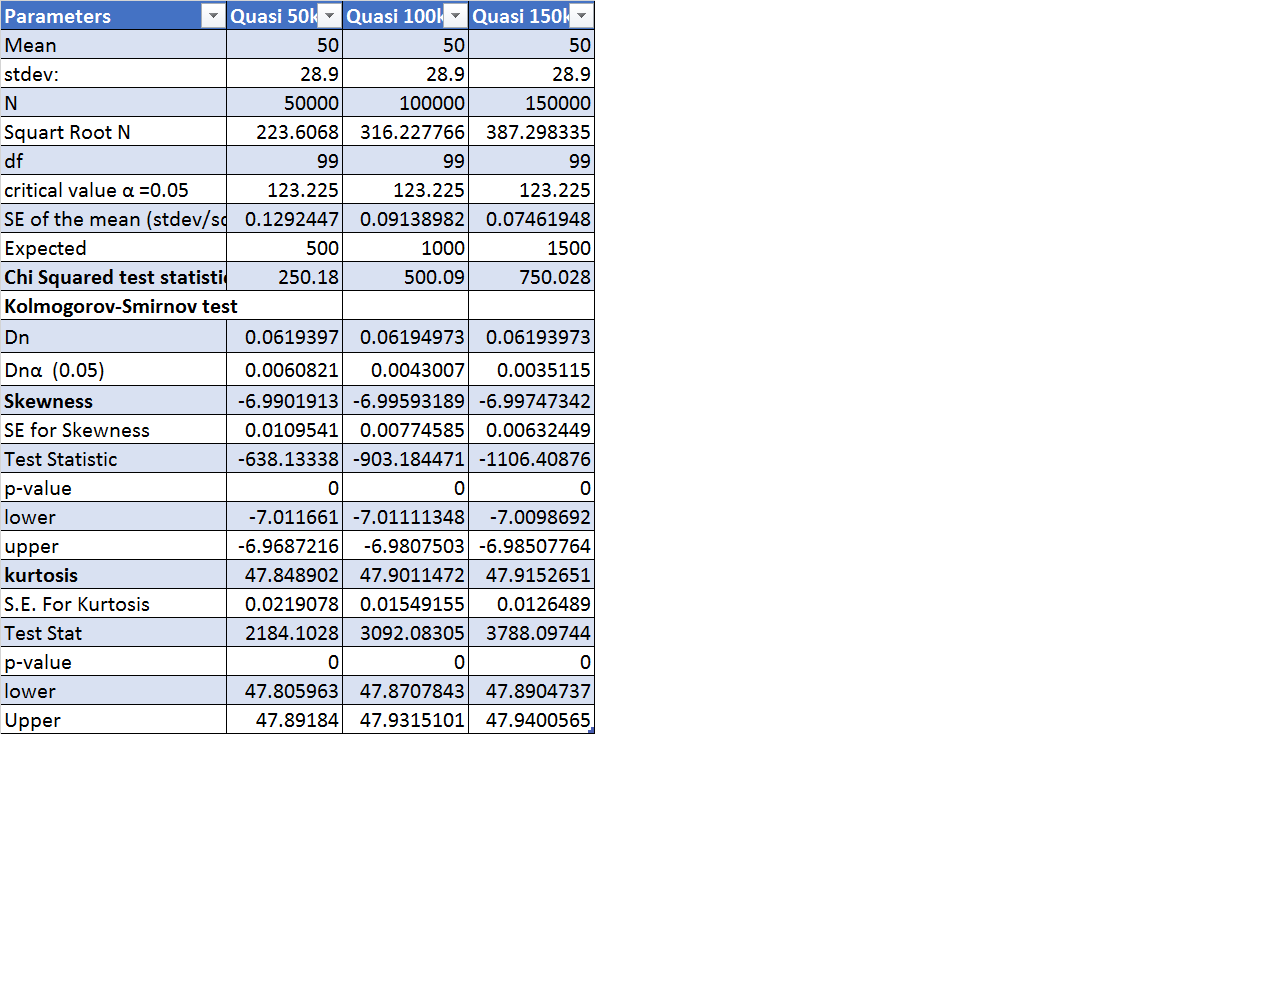 Parameters Quasi 50k Quasi 100k Quasi 150k
Mean 50 50 50
stdev: 28.9 28.9 28.9
N 50000 100000 150000
Squart Root N 223.6068 316.227766 387.298335
df 99 99 99
critical value α =0.05 123.225 123.225 123.225
SE of the mean (stdev/sq 0.1292447 0.09138982 0.07461948
Expected 500 1000 1500
Chi Squared test statistic 250.18 500.09 750.028
Kolmogorov-Smirnov test
Dn 0.0619397 0.06194973 0.06193973
Dnα (0.05) 0.0060821 0.0043007 0.0035115
Skewness -6.9901913 -6.99593189 -6.99747342
SE for Skewness 0.0109541 0.00774585 0.00632449
Test Statistic -638.13338 -903.184471 -1106.40876
p-value 0 0 0
lower -7.011661 -7.01111348 -7.0098692
upper -6.9687216 -6.9807503 -6.98507764
kurtosis 47.848902 47.9011472 47.9152651
S.E. For Kurtosis 0.0219078 0.01549155 0.0126489
Test Stat 2184.1028 3092.08305 3788.09744
p-value 0 0 0
lower 47.805963 47.8707843 47.8904737
Upper 47.89184 47.9315101 47.9400565